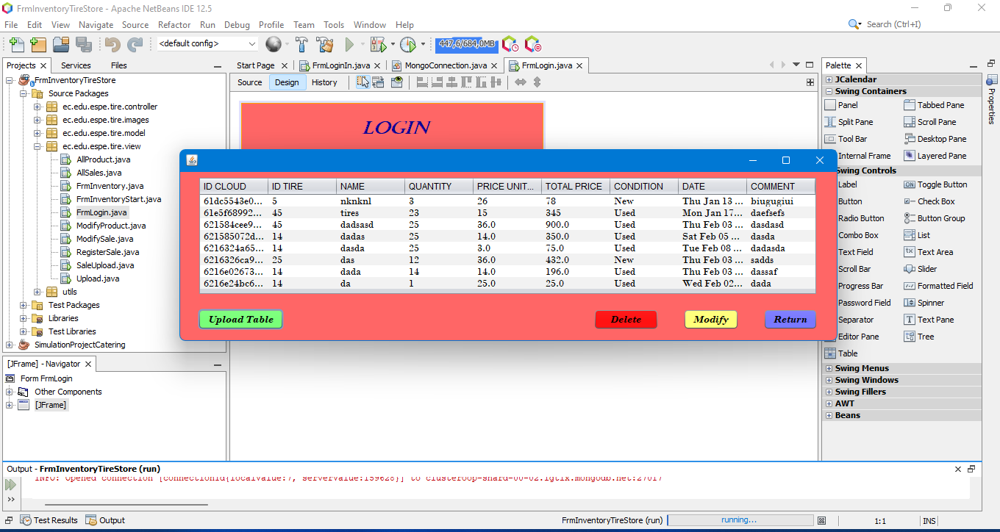 FrmInventoryTireStore - Apache NetBeans IDE 12.5
File Edit View Navigate Source Refactor Run Debug Profile Team Tools Window Help
Search (Ctrl+I)
<default config>
447,6/684,0MB
Projects Services Files
FrmInventoryTireStore
Source Packages
ec.edu.espe.tire.controller
ec.edu.espe.tire.images
ec.edu.espe.tire.model
ec.edu.espe.tire.view
AllProduct.java
AllSales.java
FrmInventory.java
FrmInventoryStart.java
FrmLogin.java
ModifyProduct.java
ModifySale.java
RegisterSale.java
SaleUpload.java
Upload.java
utils
Test Packages
Libraries
Test Libraries
SimulationProjectCatering
[JFrame] - Navigator
Form FrmLogin
Other Components
[JFrame]
Start Page FrmLoginIn.java MongoConnection.java FrmLogin.java
Source Design History
LOGIN
ID CLOUD ID TIRE NAME QUANTITY PRICE UNIT... TOTAL PRICE CONDITION DATE COMMENT
61dc5543e0... 5 nknknl 3 26 78 New Thu Jan 13 ... biugugiui
61e5f68992... 45 tires 23 15 345 Used Mon Jan 17... daefsefs
621584cee9... 45 dadsasd 25 36.0 900.0 Used Thu Feb 03 ... dasdasd
621585072d... 14 dadas 25 14.0 350.0 Used Sat Feb 05 ... dasda
6216324a65... 14 dasda 25 3.0 75.0 Used Tue Feb 08 ... dadasda
6216326ca9... 25 das 12 36.0 432.0 New Thu Feb 03 ... sadds
6216e02673... 14 dada 14 14.0 196.0 Used Thu Feb 03 ... dassaf
6216e24bc6... 14 da 1 25.0 25.0 Used Wed Feb 02... dada
Upload Table Delete Modify Return
Palette
JCalendar
Swing Containers
Panel Tabbed Pane
Split Pane Scroll Pane
Tool Bar Desktop Pane
Internal Frame Layered Pane
Swing Controls
Label Toggle Button
Button Check Box
Radio Button Button Group
Combo Box List
Text Field Text Area
Scroll Bar Slider
Progress Bar Formatted Field
Password Field Spinner
Separator Text Pane
Editor Pane Tree
Table
Swing Menus
Swing Windows
Swing Fillers
AWT
Beans
Properties
Output - FrmInventoryTireStore (run)
INFO: Opened connection [connectionId{localValue:7, serverValue:159628}] to
Test Results Output
FrmInventoryTireStore (run) running... 1:1 INS